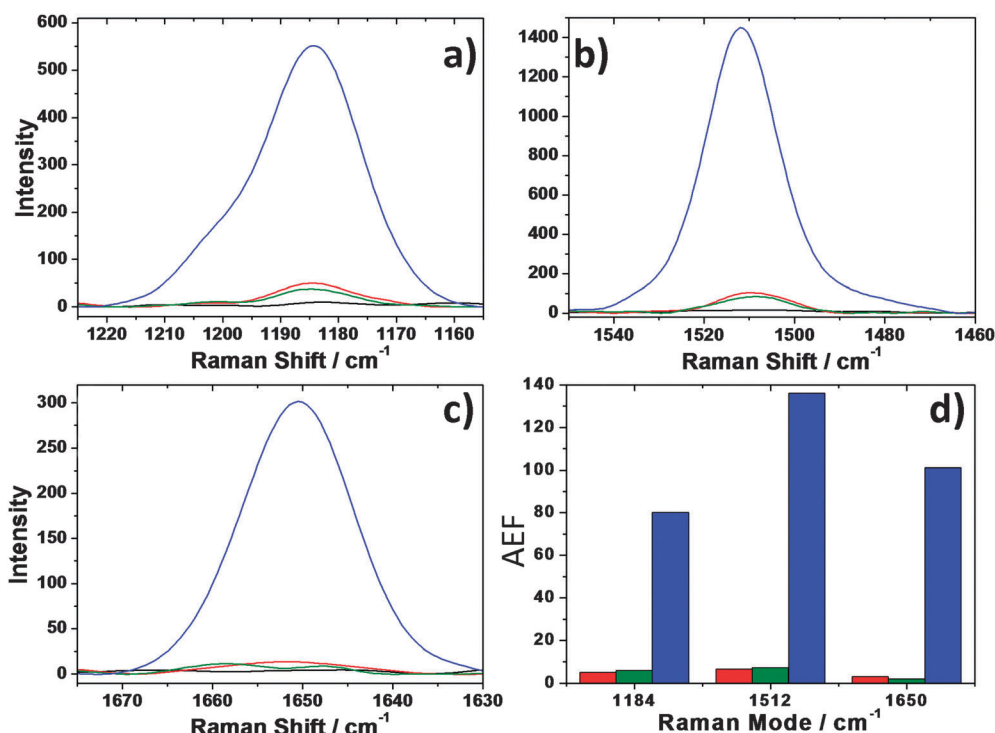 a)
600
500
400
300
200
100
0
Intensity
1220 1210 1200 1190 1180 1170 1160
Raman Shift / cm-1
b)
1400
1200
1000
800
600
400
200
0
1540 1520 1500 1480 1460
Raman Shift / cm-1
c)
300
250
200
150
100
50
0
Intensity
1670 1660 1650 1640 1630
Raman Shift / cm-1
d)
140
120
100
80
60
40
20
0
AEF
1184 1512 1650
Raman Mode / cm-1